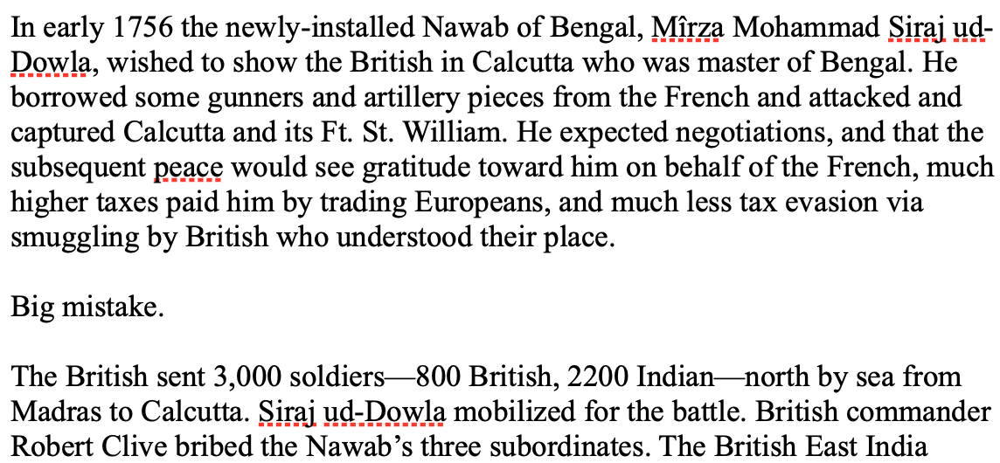 In early 1756 the newly-installed Nawab of Bengal, Mîrza Mohammad Siraj ud-
Dowla, wished to show the British in Calcutta who was master of Bengal. He
borrowed some gunners and artillery pieces from the French and attacked and
captured Calcutta and its Ft. St. William. He expected negotiations, and that the
subsequent peace would see gratitude toward him on behalf of the French, much
higher taxes paid him by trading Europeans, and much less tax evasion via
smuggling by British who understood their place.
Big mistake.
The British sent 3,000 soldiers—800 British, 2200 Indian—north by sea from
Madras to Calcutta. Siraj ud-Dowla mobilized for the battle. British commander
Robert Clive bribed the Nawab’s three subordinates. The British East India